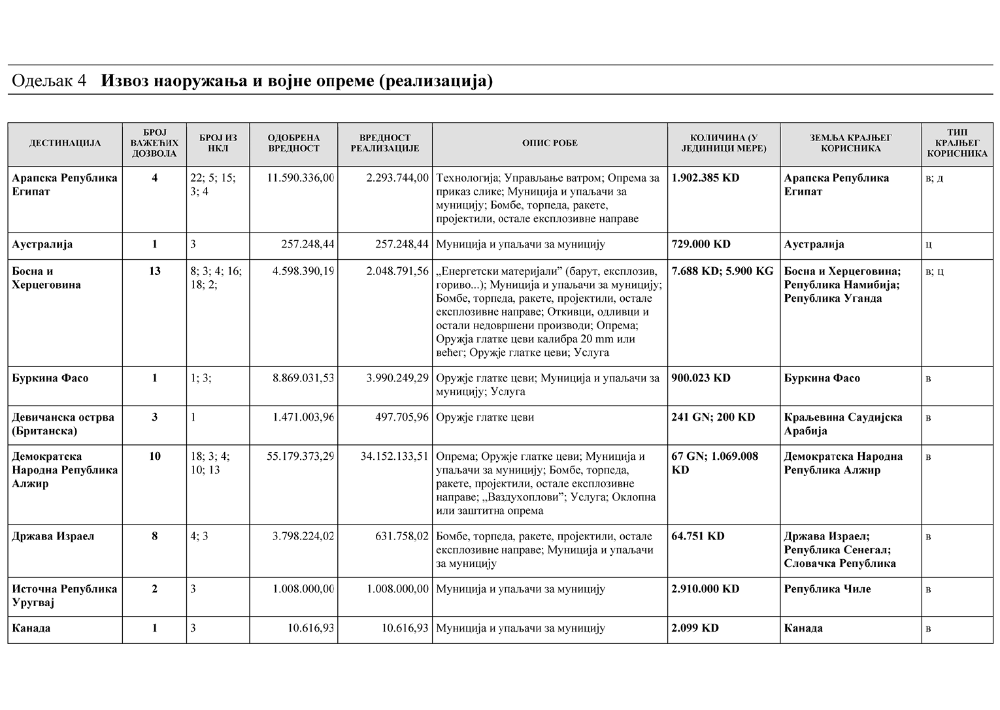 Одељак 4 Извоз наоружања и војне опреме (реализација)
ДЕСТИНАЦИЈА
БРОЈ
ВАЖЕЋИХ
ДОЗВОЛА
БРОЈ ИЗ
НКЛ
ОДОБРЕНА
ВРЕДНОСТ
ВРЕДНОСТ
РЕАЛИЗАЦИЈЕ
ОПИС РОБЕ
КОЛИЧИНА (У
ЈЕДИНИЦИ МЕРЕ)
ЗЕМЉА КРАЈЊЕГ
КОРИСНИКА
ТИП
КРАЈЊЕГ
КОРИСНИКА
Арапска Република
Египат
4
22; 5; 15;
3; 4
11.590.336,00
2.293.744,00
Технологија; Управљање ватром; Опрема за
приказ слике; Муниција и упаљачи за
муницију; Бомбе, торпеда, ракете,
пројектили, остале експлозивне направе
1.902.385 KD
Арапска Република
Египат
в; д
Аустралија
1
3
257.248,44
257.248,44
Муниција и упаљачи за муницију
729.000 KD
Аустралија
ц
Босна и
Херцеговина
13
8; 3; 4; 16;
18; 2;
4.598.390,19
2.048.791,56
„Енергетски материјали” (барут, експлозив,
гориво...); Муниција и упаљачи за муницију;
Бомбе, торпеда, ракете, пројектили, остале
експлозивне направе; Откивци, одливци и
остали недовршени производи; Опрема;
Оружја глатке цеви калибра 20 mm или
већег; Оружје глатке цеви; Услуга
7.688 KD; 5.900 KG
Босна и Херцеговина;
Република Намибија;
Република Уганда
в; ц
Буркина Фасо
1
1; 3;
8.869.031,53
3.990.249,29
Оружје глатке цеви; Муниција и упаљачи за
муницију; Услуга
900.023 KD
Буркина Фасо
в
Девичанска острва
(Британска)
3
1
1.471.003,96
497.705,96
Оружје глатке цеви
241 GN; 200 KD
Краљевина Саудијска
Арабија
в
Демократска
Народна Република
Алжир
10
18; 3; 4;
10; 13
55.179.373,29
34.152.133,51
Опрема; Оружје глатке цеви; Муниција и
упаљачи за муницију; Бомбе, торпеда,
ракете, пројектили, остале експлозивне
направе; „Ваздухоплови”; Услуга; Оклопна
или заштитна опрема
67 GN; 1.069.008
KD
Демократска Народна
Република Алжир
в
Држава Израел
8
4; 3
3.798.224,02
631.758,02
Бомбе, торпеда, ракете, пројектили, остале
експлозивне направе; Муниција и упаљачи
за муницију
64.751 KD
Држава Израел;
Република Сенегал;
Словачка Република
в
Источна Република
Уругвај
2
3
1.008.000,00
1.008.000,00
Муниција и упаљачи за муницију
2.910.000 KD
Република Чиле
в
Канада
1
3
10.616,93
10.616,93
Муниција и упаљачи за муницију
2.099 KD
Канада
в